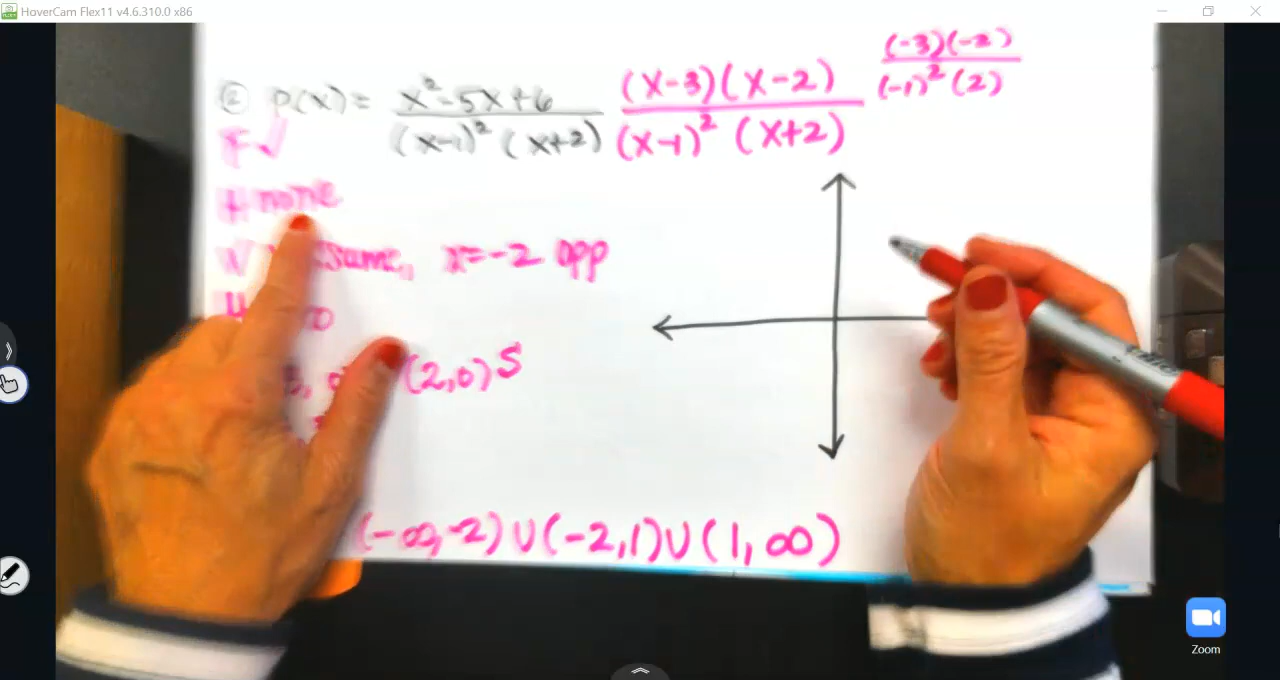 HoverCam Flex11 v4.6.310.0 x86
(-3)(-2)
(-1)² (2)
② p(x) = x² - 5x + 6 (x-3)(x-2)
(x-1)² (x+2) (x-1)² (x+2)
F ✓
H none
V same, x=-2 opp
H
(2,0) S
(-∞,-2) ∪ (-2,1) ∪ (1, ∞)
Zoom